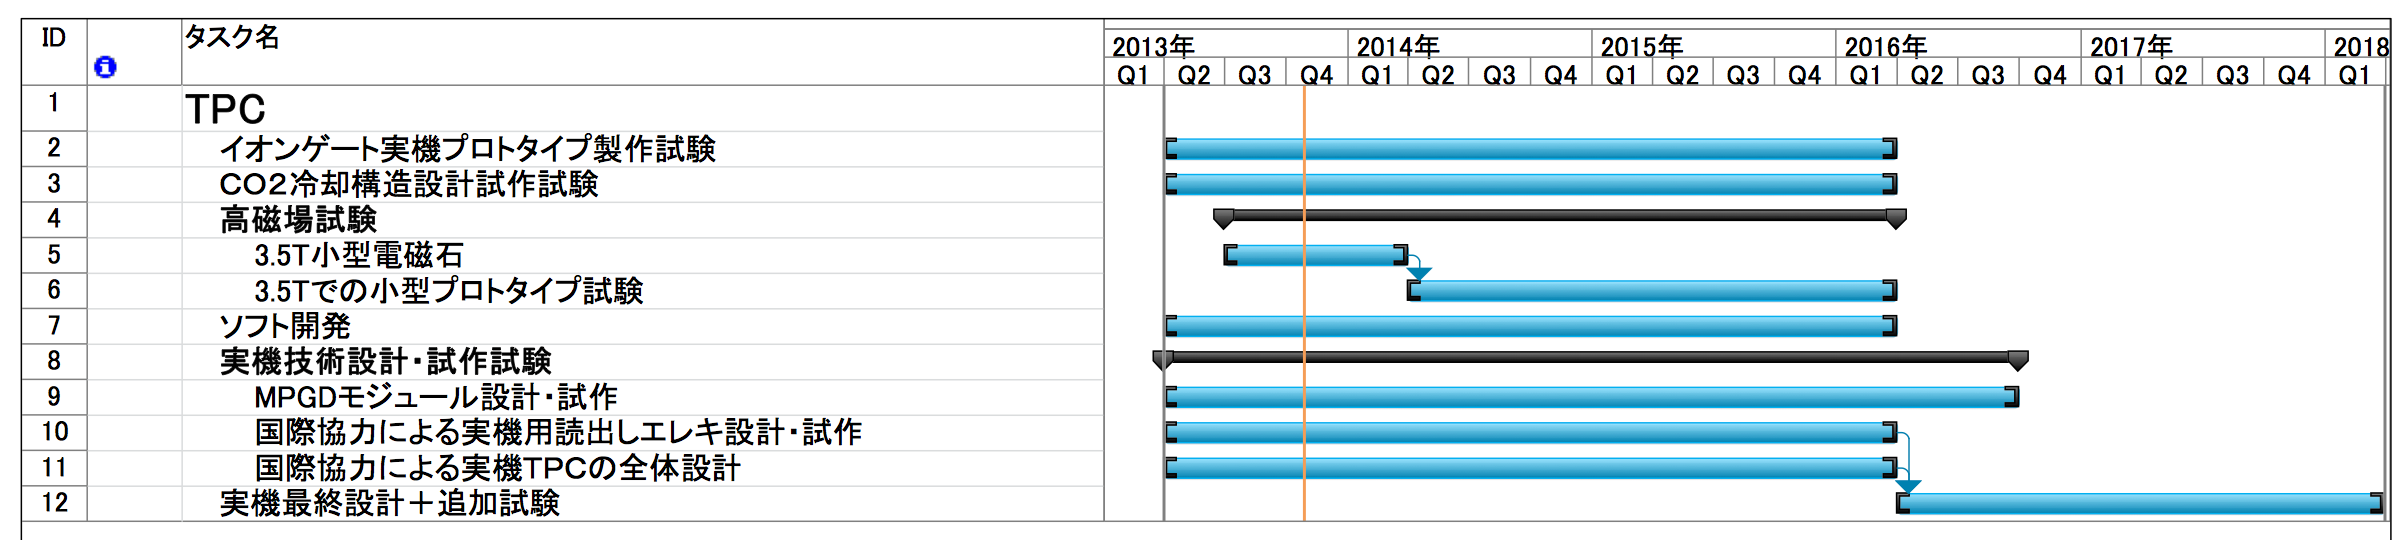 ID タスク名
2013年 2014年 2015年 2016年 2017年 2018
Q1 Q2 Q3 Q4 Q1 Q2 Q3 Q4 Q1 Q2 Q3 Q4 Q1 Q2 Q3 Q4 Q1 Q2 Q3 Q4 Q1
1 TPC
2 イオンゲート実機プロトタイプ製作試験
3 CO2冷却構造設計試作試験
4 高磁場試験
5 3.5T小型電磁石
6 3.5Tでの小型プロトタイプ試験
7 ソフト開発
8 実機技術設計・試作試験
9 MPGDモジュール設計・試作
10 国際協力による実機用読出しエレキ設計・試作
11 国際協力による実機TPCの全体設計
12 実機最終設計＋追加試験